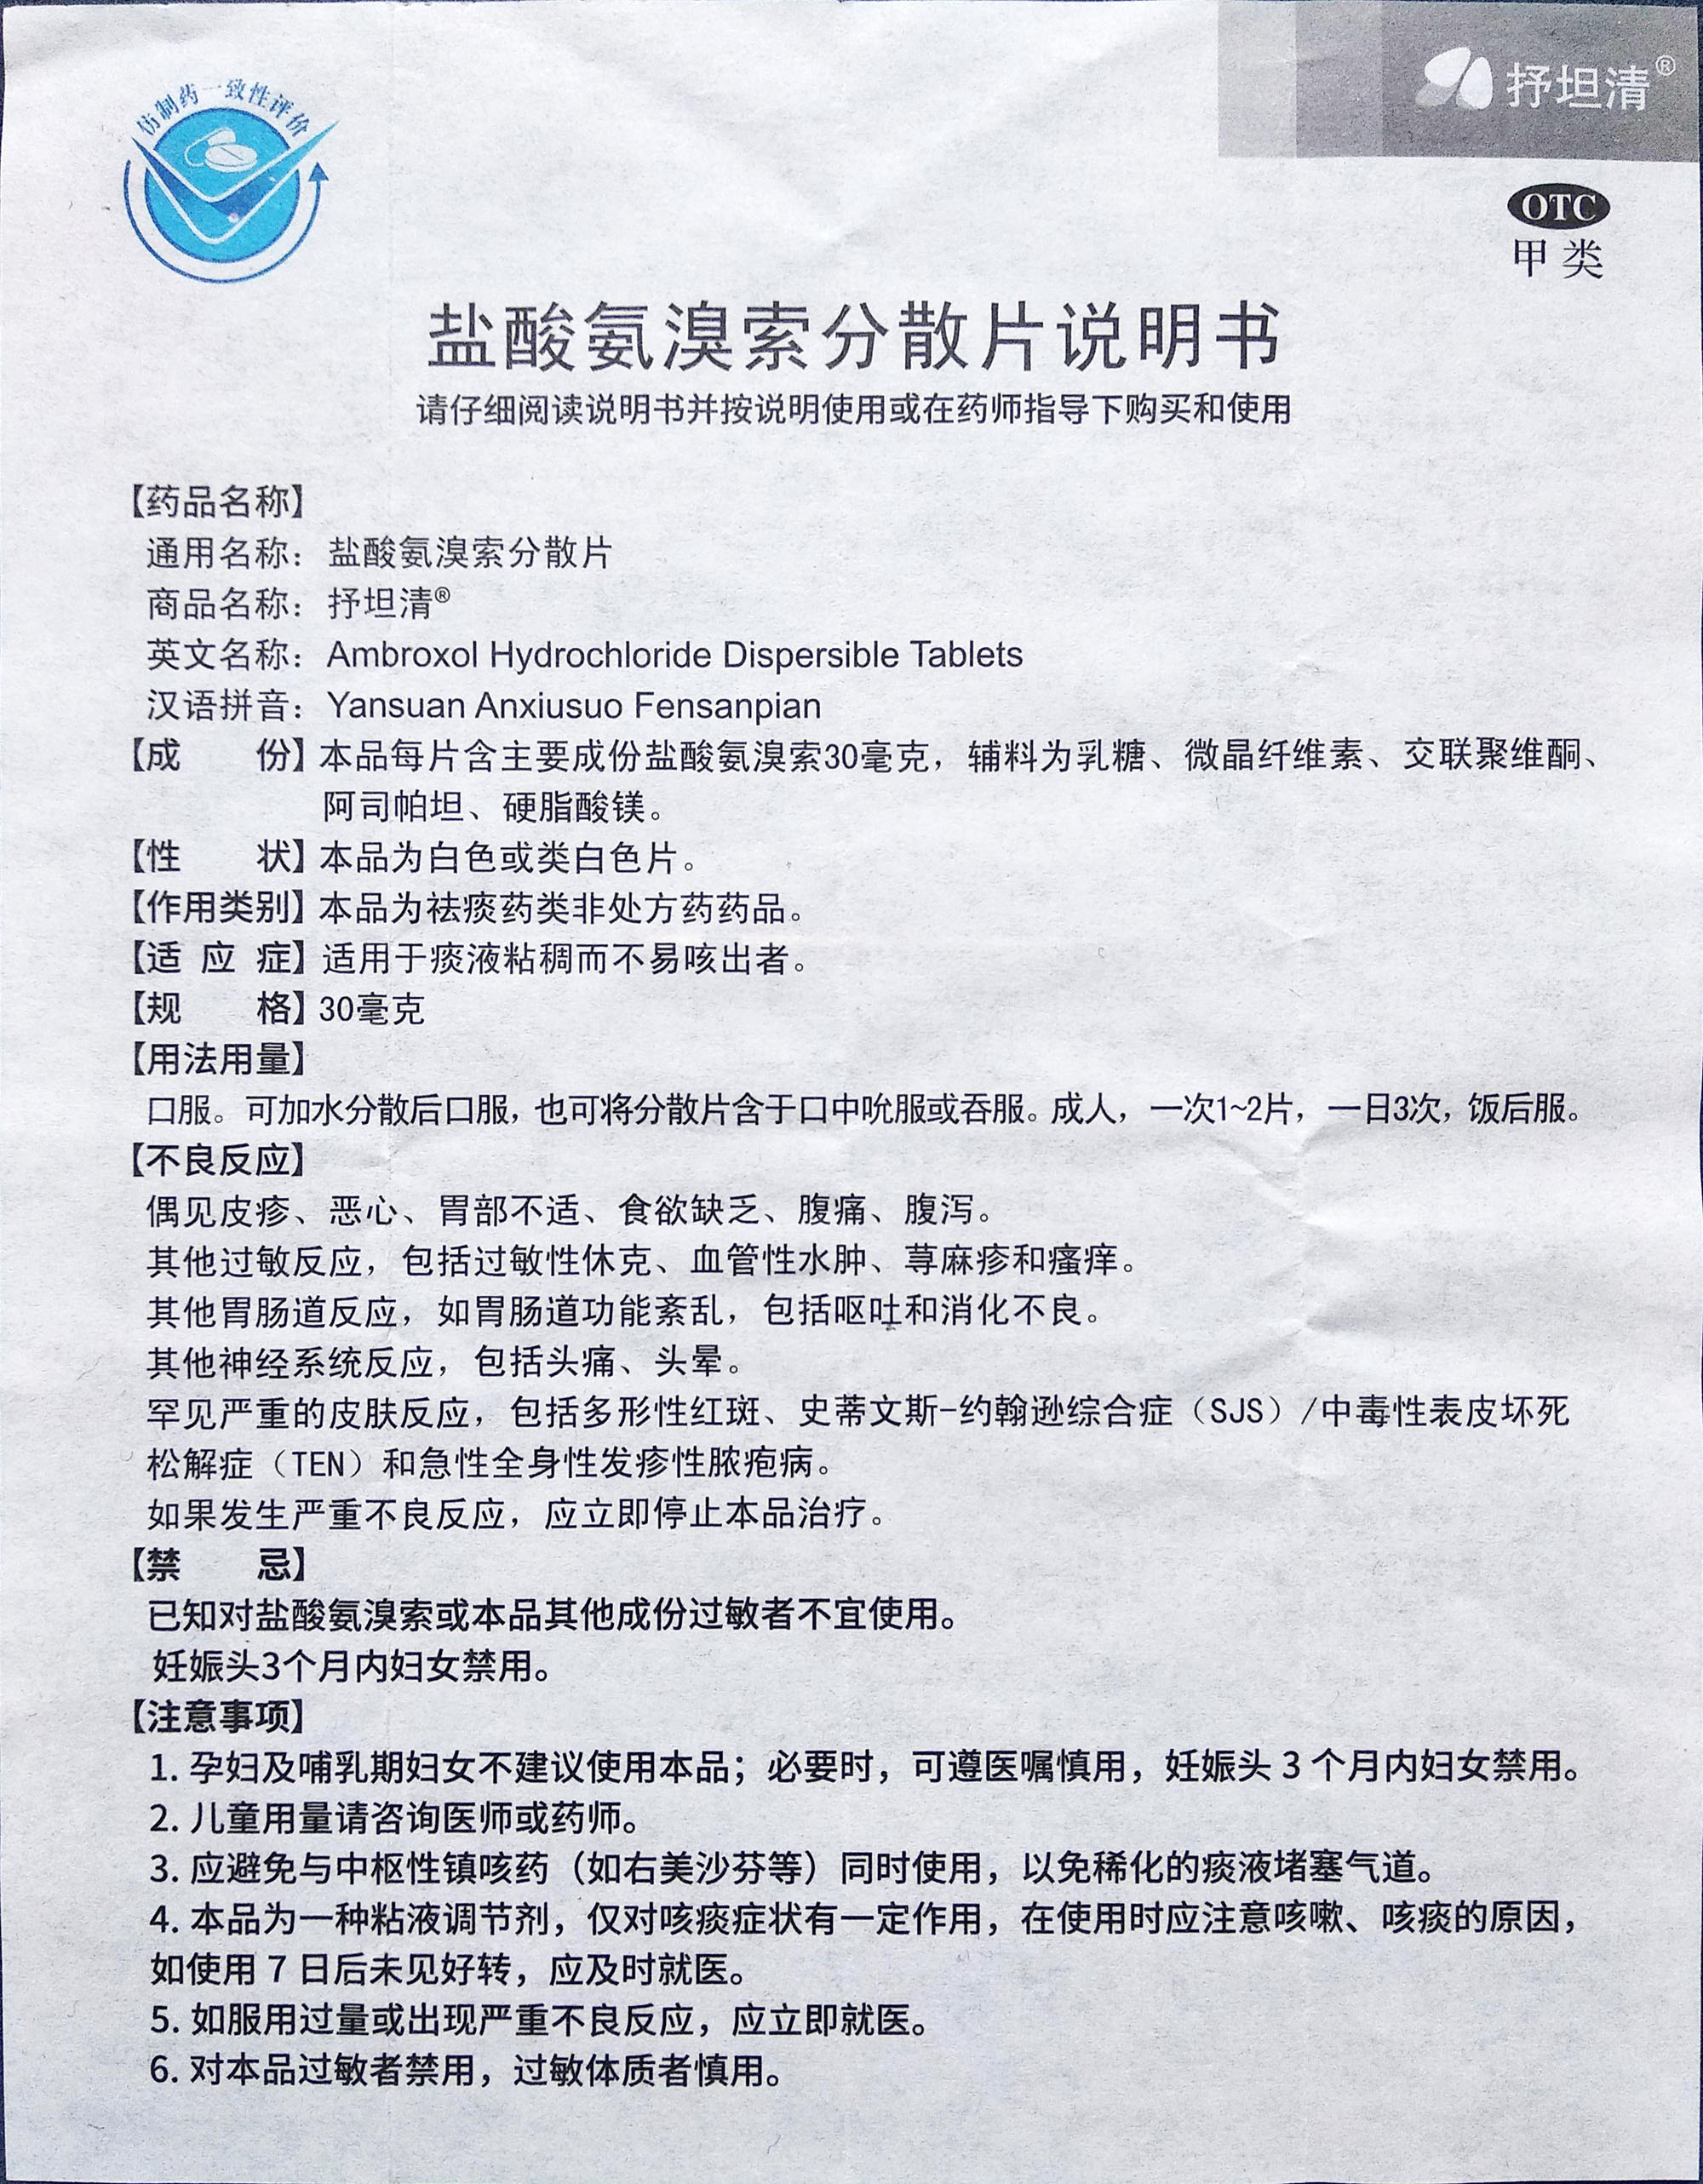 仿制药一致性评价
抒坦清®
OTC
甲类
盐酸氨溴索分散片说明书
请仔细阅读说明书并按说明使用或在药师指导下购买和使用
【药品名称】
通用名称：盐酸氨溴索分散片
商品名称：抒坦清®
英文名称：Ambroxol Hydrochloride Dispersible Tablets
汉语拼音：Yansuan Anxiusuo Fensanpian
【成 份】本品每片含主要成份盐酸氨溴索30毫克，辅料为乳糖、微晶纤维素、交联聚维酮、
阿司帕坦、硬脂酸镁。
【性 状】本品为白色或类白色片。
【作用类别】本品为祛痰药类非处方药药品。
【适 应 症】适用于痰液粘稠而不易咳出者。
【规 格】30毫克
【用法用量】
口服。可加水分散后口服，也可将分散片含于口中吮服或吞服。成人，一次1~2片，一日3次，饭后服。
【不良反应】
偶见皮疹、恶心、胃部不适、食欲缺乏、腹痛、腹泻。
其他过敏反应，包括过敏性休克、血管性水肿、荨麻疹和瘙痒。
其他胃肠道反应，如胃肠道功能紊乱，包括呕吐和消化不良。
其他神经系统反应，包括头痛、头晕。
罕见严重的皮肤反应，包括多形性红斑、史蒂文斯-约翰逊综合症（SJS）/中毒性表皮坏死
松解症（TEN）和急性全身性发疹性脓疱病。
如果发生严重不良反应，应立即停止本品治疗。
【禁 忌】
已知对盐酸氨溴索或本品其他成份过敏者不宜使用。
妊娠头3个月内妇女禁用。
【注意事项】
1. 孕妇及哺乳期妇女不建议使用本品；必要时，可遵医嘱慎用，妊娠头 3 个月内妇女禁用。
2. 儿童用量请咨询医师或药师。
3. 应避免与中枢性镇咳药（如右美沙芬等）同时使用，以免稀化的痰液堵塞气道。
4. 本品为一种粘液调节剂，仅对咳痰症状有一定作用，在使用时应注意咳嗽、咳痰的原因，
如使用 7 日后未见好转，应及时就医。
5. 如服用过量或出现严重不良反应，应立即就医。
6. 对本品过敏者禁用，过敏体质者慎用。